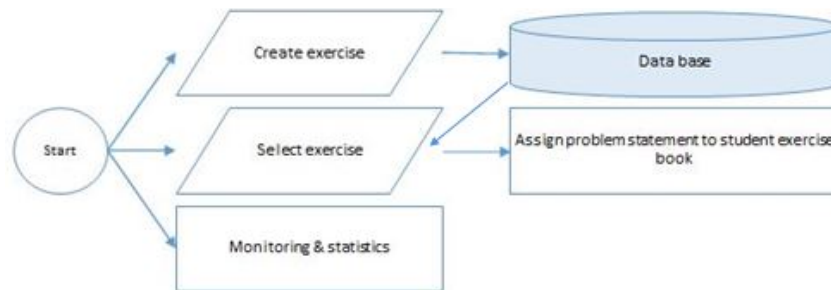 Create exercise
Data base
Start
Select exercise
Assign problem statement to student exercise
book
Monitoring & statistics